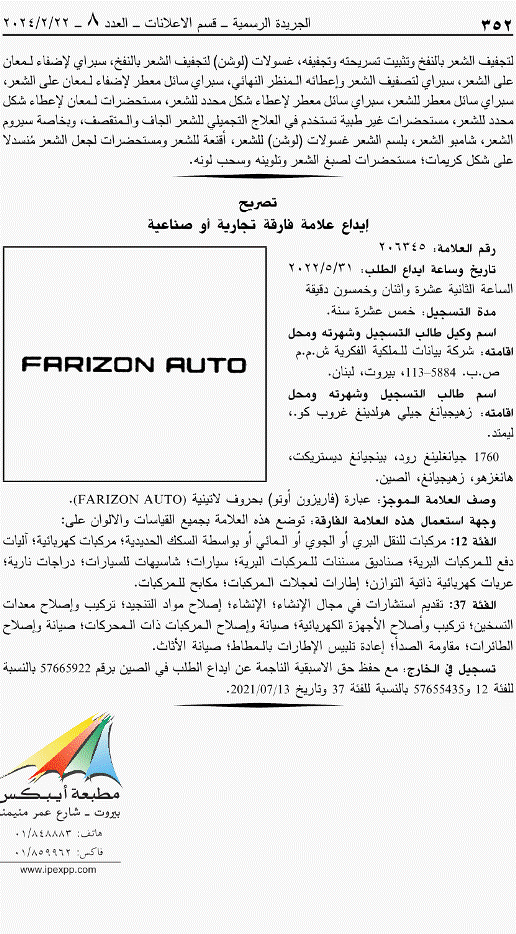 ٣٥٢
الجريدة الرسمية – قسم الاعلانات – العدد ٨ – ٢٠٢٤/٢/٢٢
لتجفيف الشعر بالنفخ وتثبيت تسريحته وتجفيفه، غسولات (لوشن) لتجفيف الشعر بالنفخ، سبراي لإضفاء لمعان
على الشعر، سبراي لتصفيف الشعر وإعطائه المنظر النهائي، سبراي سائل معطر لإضفاء لمعان على الشعر،
سبراي سائل معطر للشعر، سبراي سائل معطر لإعطاء شكل محدد للشعر، مستحضرات لمعان لإعطاء شكل
محدد للشعر، مستحضرات غير طبية تستخدم في العلاج التجميلي للشعر الجاف والمتقصف، وبخاصة سيروم
الشعر، شامبو الشعر، بلسم الشعر غسولات (لوشن) للشعر، أقنعة للشعر ومستحضرات لجعل الشعر مُنسدلا
على شكل كريمات؛ مستحضرات لصبغ الشعر وتلوينه وسحب لونه.
تصريح
إيداع علامة فارقة تجارية أو صناعية
رقم العلامة: ٢٠٦٣٤٥
تاريخ وساعة ايداع الطلب: ٢٠٢٢/٥/٣١
الساعة الثانية عشرة واثنان وخمسون دقيقة
مدة التسجيل: خمس عشرة سنة.
اسم وكيل طالب التسجيل وشهرته ومحل
اقامته: شركة بيانات للملكية الفكرية ش.م.م
ص.ب. 5884–113، بيروت، لبنان.
اسم طالب التسجيل وشهرته ومحل
اقامته: زهيجيانغ جيلي هولدينغ غروب كو.،
ليمتد.
1760 جيانغلينغ رود، بينجيانغ ديستريكت،
هانغزهو، زهيجيانغ، الصين.
FARIZON AUTO
وصف العلامة الموجز: عبارة (فاريزون أوتو) بحروف لاتينية (FARIZON AUTO).
وجهة استعمال هذه العلامة الفارقة: توضع هذه العلامة بجميع القياسات والالوان على:
الفئة 12: مركبات للنقل البري أو الجوي أو المائي أو بواسطة السكك الحديدية؛ مركبات كهربائية؛ آليات
دفع للمركبات البرية؛ صناديق مسننات للمركبات البرية؛ سيارات؛ شاسيهات للسيارات؛ دراجات نارية؛
عربات كهربائية ذاتية التوازن؛ إطارات لعجلات المركبات؛ مكابح للمركبات.
الفئة 37: تقديم استشارات في مجال الإنشاء؛ الإنشاء؛ إصلاح مواد التنجيد؛ تركيب وإصلاح معدات
التسخين؛ تركيب وأصلاح الأجهزة الكهربائية؛ صيانة وإصلاح المركبات ذات المحركات؛ صيانة وإصلاح
الطائرات؛ مقاومة الصدأ؛ إعادة تلبيس الإطارات بالمطاط؛ صيانة الأثاث.
تسجيل في الخارج: مع حفظ حق الاسبقية الناجمة عن ايداع الطلب في الصين برقم 57665922 بالنسبة
للفئة 12 و57655435 بالنسبة للفئة 37 وتاريخ 2021/07/13.
مطبعة أيبكس
بيروت – شارع عمر منيمنة
هاتف: ٠١/٨٤٨٨٨٣
فاكس: ٠١/٨٥٩٩٦٢
www.ipexpp.com